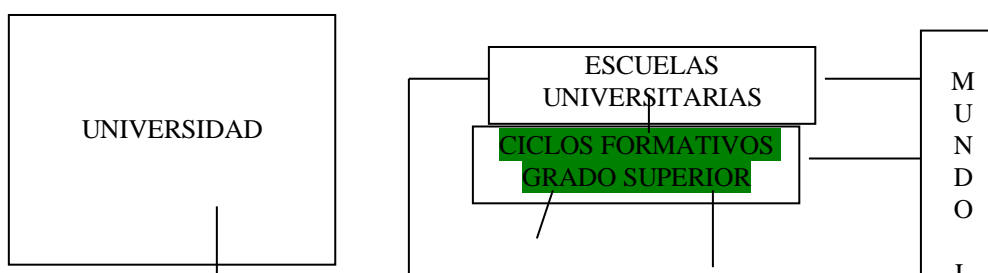 UNIVERSIDAD
ESCUELAS
UNIVERSITARIAS
CICLOS FORMATIVOS
GRADO SUPERIOR
M
U
N
D
O